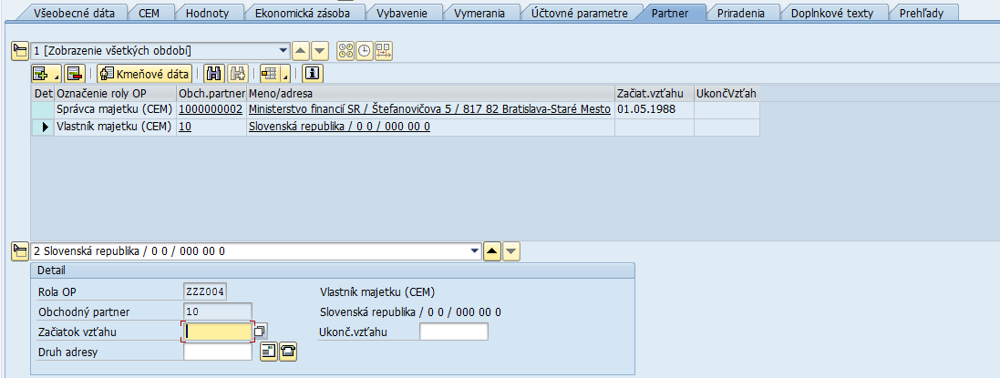 Všeobecné dáta CEM Hodnoty Ekonomická zásoba Vybavenie Vymerania Účtovné parametre Partner Priradenia Doplnkové texty Prehľady
1 [Zobrazenie všetkých období]
Kmeňové dáta
Det Označenie roly OP Obch.partner Meno/adresa Začiat.vzťahu UkončVzťah
Správca majetku (CEM) 1000000002 Ministerstvo financií SR / Štefanovičova 5 / 817 82 Bratislava-Staré Mesto 01.05.1988
Vlastník majetku (CEM) 10 Slovenská republika / 0 0 / 000 00 0
2 Slovenská republika / 0 0 / 000 00 0
Detail
Rola OP ZZZ004 Vlastník majetku (CEM)
Obchodný partner 10 Slovenská republika / 0 0 / 000 00 0
Začiatok vzťahu Ukonč.vzťahu
Druh adresy